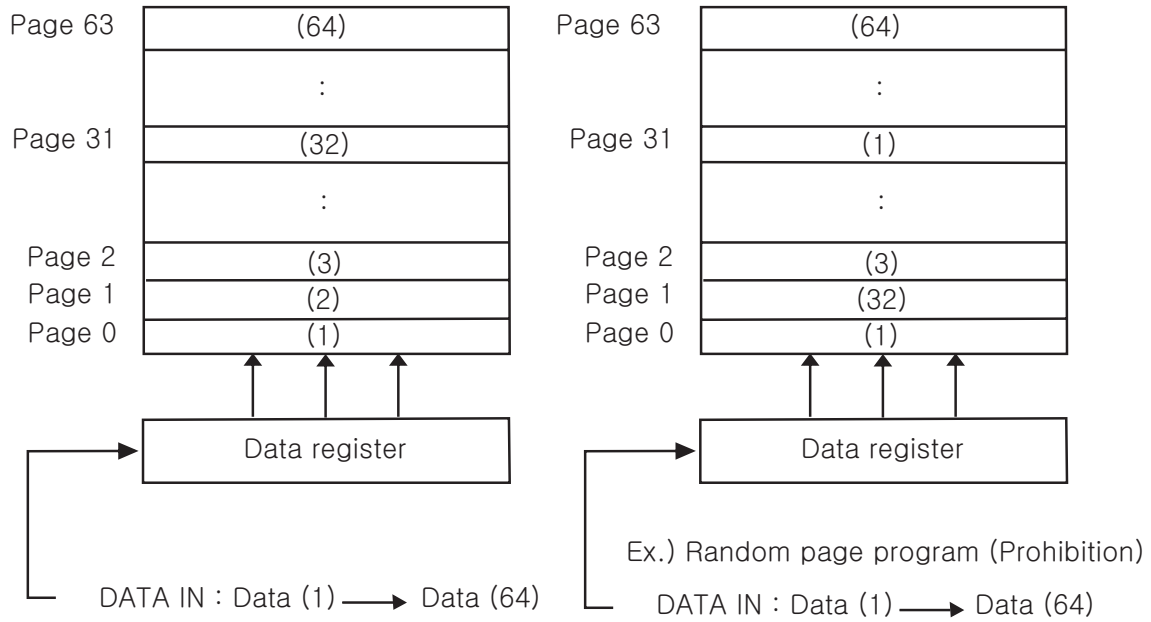 Page 63 (64)
:
Page 31 (32)
:
Page 2 (3)
Page 1 (2)
Page 0 (1)
Data register
DATA IN : Data (1) Data (64)
Page 63 (64)
:
Page 31 (1)
:
Page 2 (3)
Page 1 (32)
Page 0 (1)
Data register
Ex.) Random page program (Prohibition)
DATA IN : Data (1) Data (64)